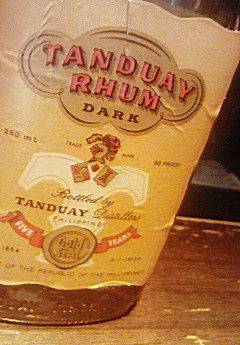 TANDUAY
RHUM
DARK
250 mL
TRADE MARK
80 PROOF
Bottled by
TANDUAY Distillers
PHILIPPINES
FIVE YEARS
Gold
Seal
1854
OF THE REPUBLIC OF THE PHILIPPINES